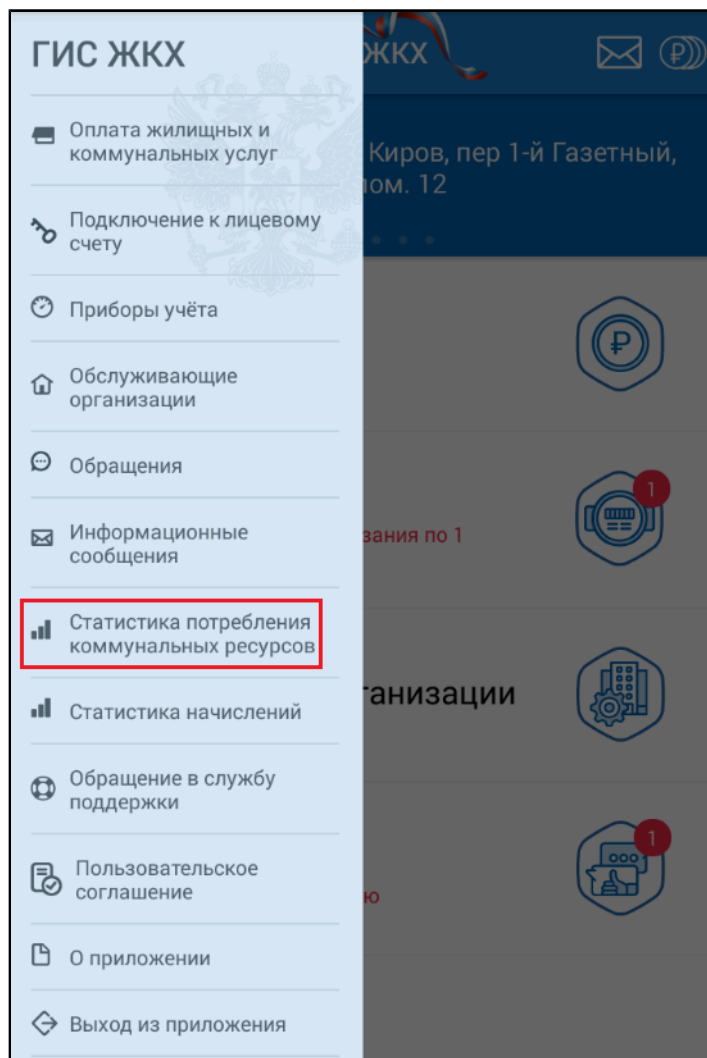 ГИС ЖКХ
Оплата жилищных и
коммунальных услуг
Подключение к лицевому
счету
Приборы учёта
Обслуживающие
организации
Обращения
Информационные
сообщения
Статистика потребления
коммунальных ресурсов
Статистика начислений
Обращение в службу
поддержки
Пользовательское
соглашение
О приложении
Выход из приложения
ЖКХ
Киров, пер 1-й Газетный,
пом. 12
1
зания по 1
ганизации
1
ю